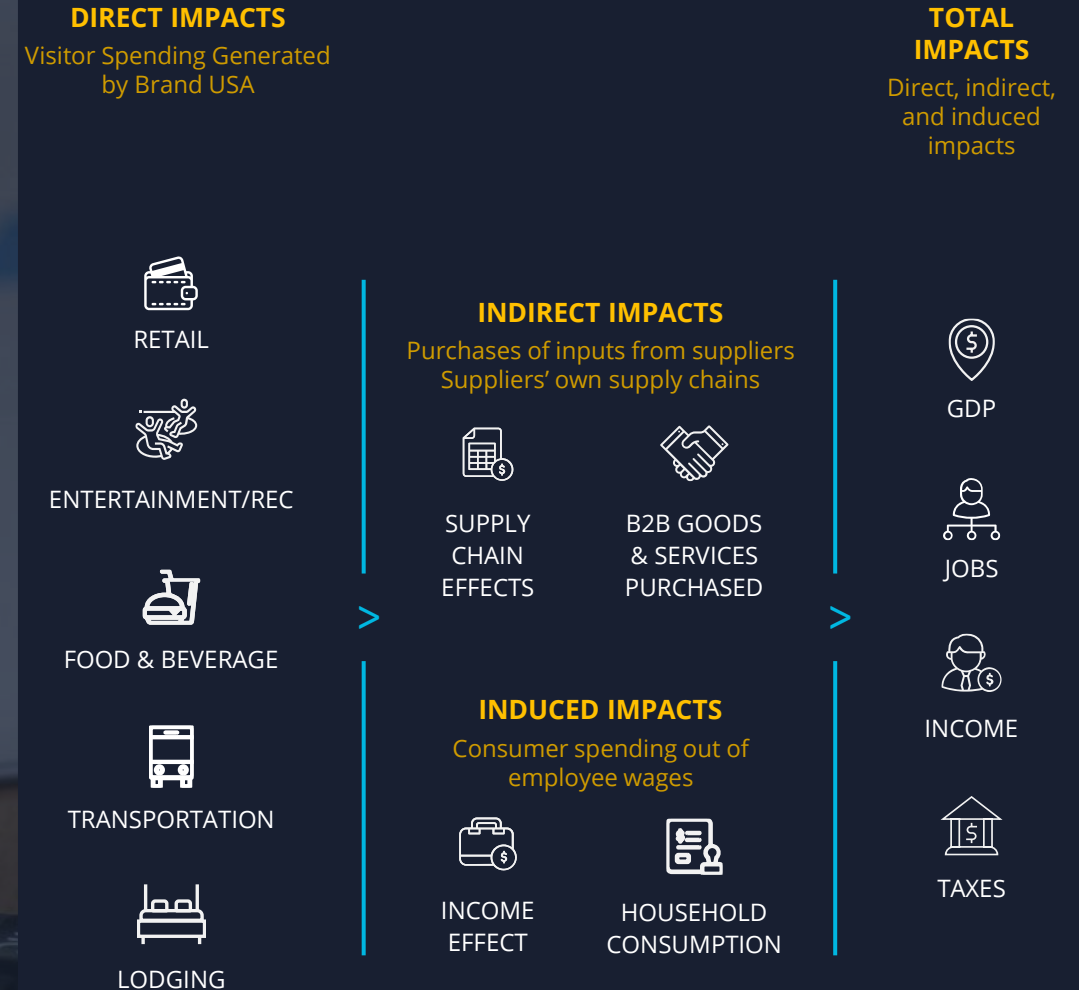 DIRECT IMPACTS
Visitor Spending Generated
by Brand USA
RETAIL
ENTERTAINMENT/REC
FOOD & BEVERAGE
TRANSPORTATION
LODGING
>
INDIRECT IMPACTS
Purchases of inputs from suppliers
Suppliers’ own supply chains
SUPPLY
CHAIN
EFFECTS
B2B GOODS
& SERVICES
PURCHASED
INDUCED IMPACTS
Consumer spending out of
employee wages
INCOME
EFFECT
HOUSEHOLD
CONSUMPTION
>
TOTAL
IMPACTS
Direct, indirect,
and induced
impacts
GDP
JOBS
INCOME
TAXES